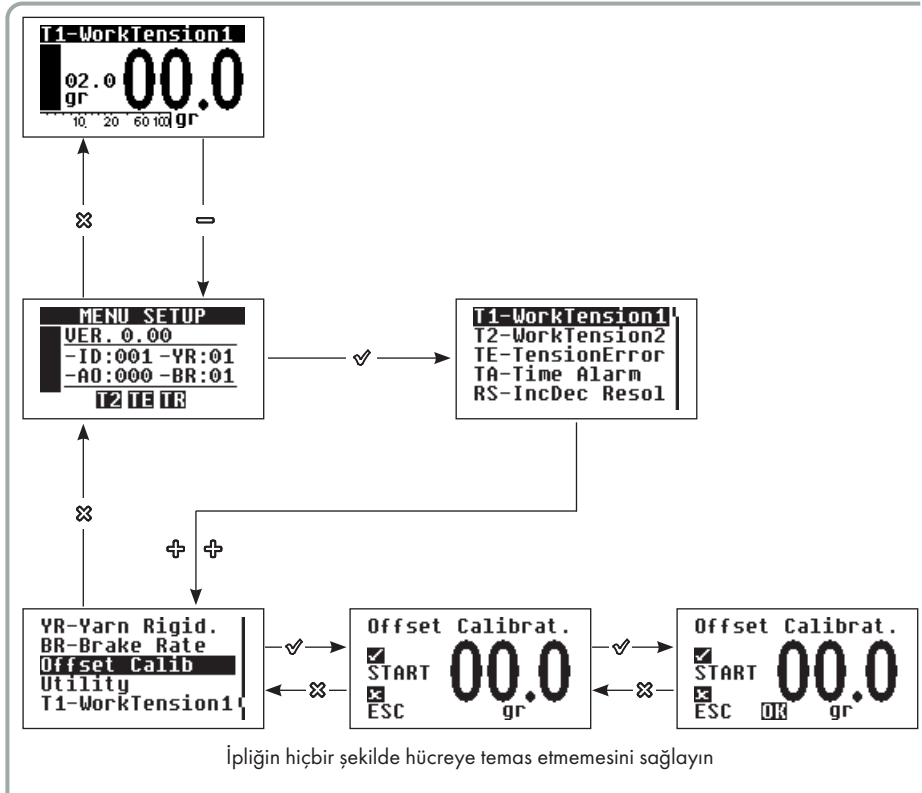 T1-WorkTension1
02.0 00.0
gr
10 20 60 100 gr
MENU SETUP
VER. 0.00
-ID:001 -YR:01
-A0:000 -BR:01
T2 TE TR
T1-WorkTension1
T2-WorkTension2
TE-TensionError
TA-Time Alarm
RS-IncDec Resol
YR-Yarn Rigid.
BR-Brake Rate
Offset Calib
Utility
T1-WorkTension1
Offset Calibrat.
START 00.0
ESC gr
Offset Calibrat.
START 00.0
ESC OK gr
İpliğin hiçbir şekilde hücreye temas etmemesini sağlayın